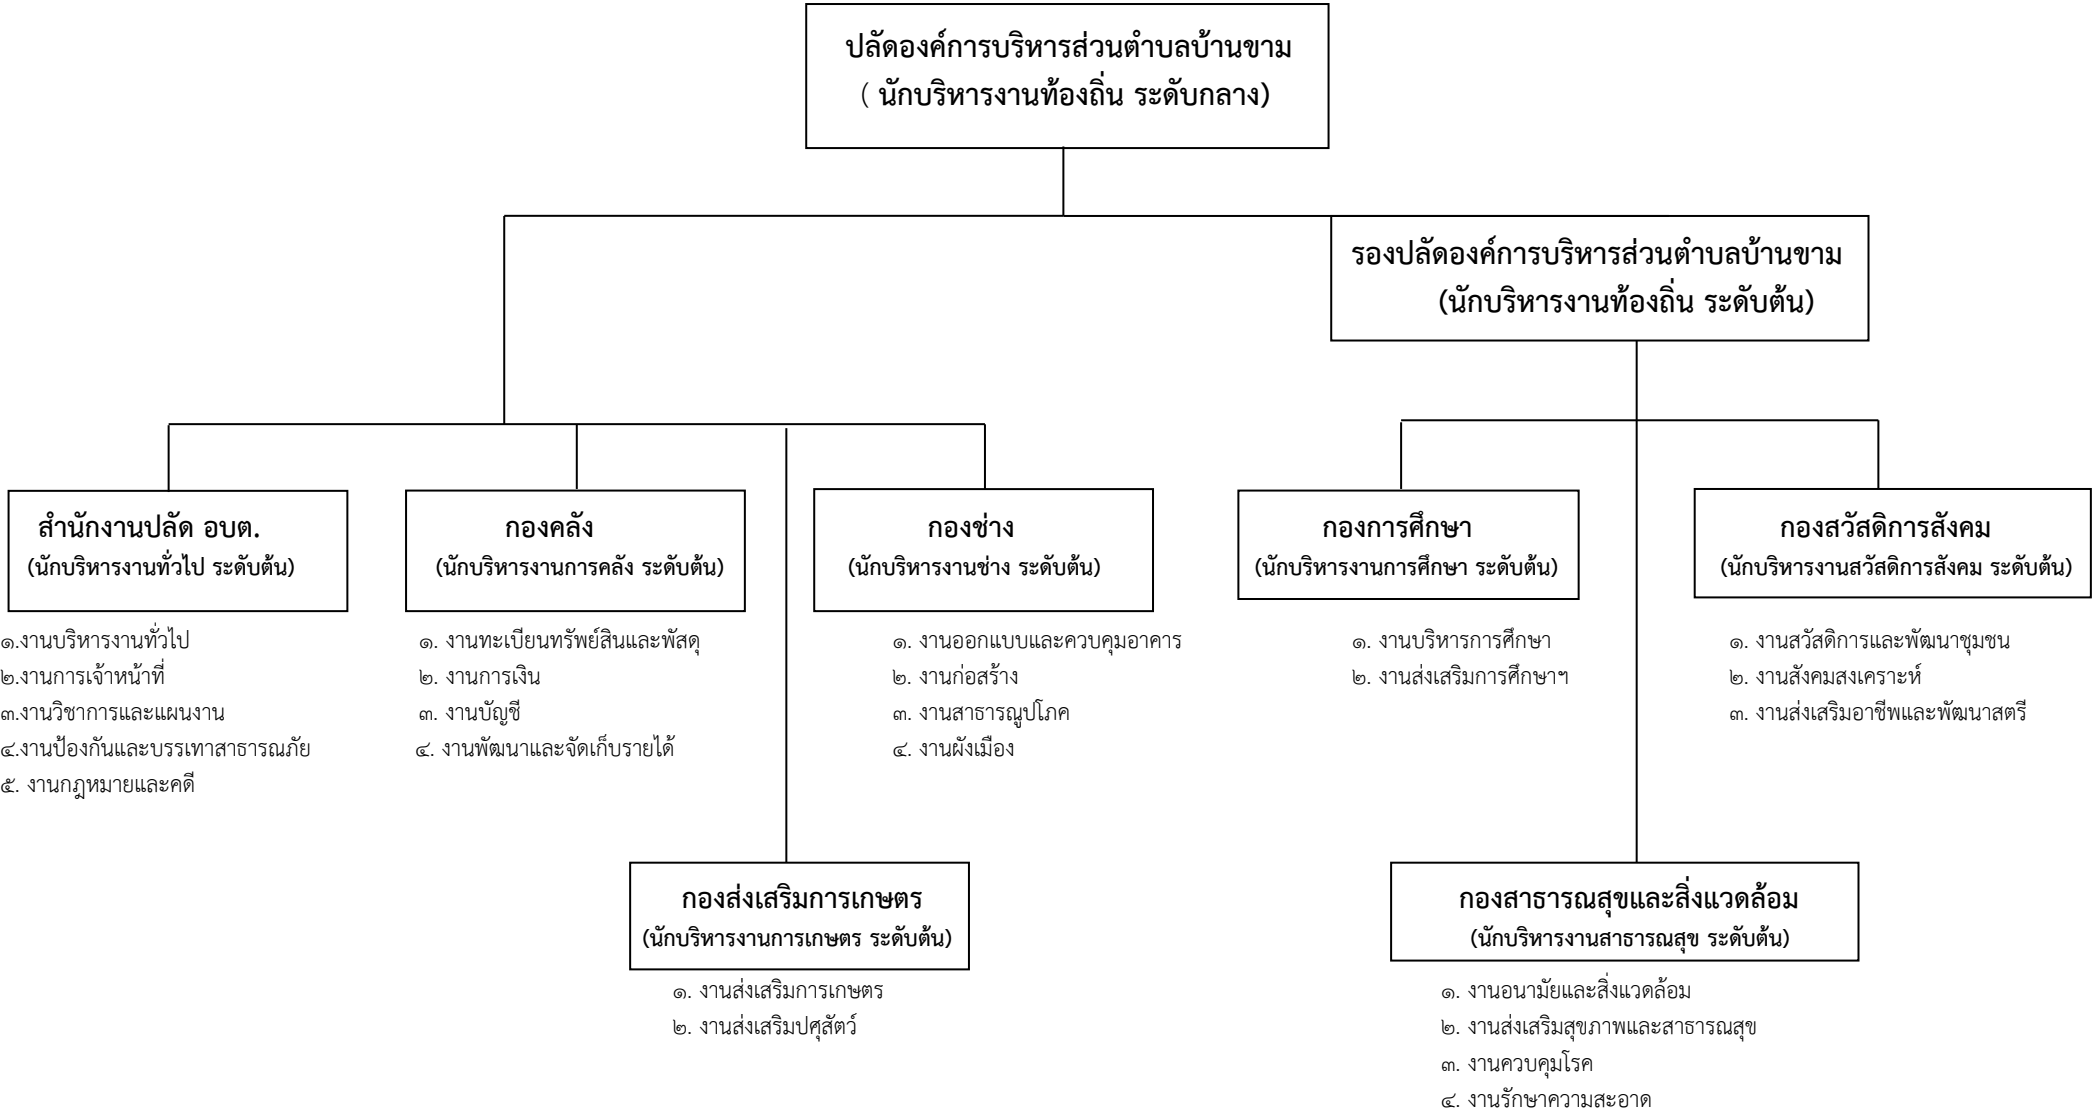 ปลัดองค์การบริหารส่วนตำบลบ้านขาม
( นักบริหารงานท้องถิ่น ระดับกลาง)
รองปลัดองค์การบริหารส่วนตำบลบ้านขาม
(นักบริหารงานท้องถิ่น ระดับต้น)
สำนักงานปลัด อบต.
(นักบริหารงานทั่วไป ระดับต้น)
๑.งานบริหารงานทั่วไป
๒.งานการเจ้าหน้าที่
๓.งานวิชาการและแผนงาน
๔.งานป้องกันและบรรเทาสาธารณภัย
๕. งานกฎหมายและคดี
กองคลัง
(นักบริหารงานการคลัง ระดับต้น)
๑. งานทะเบียนทรัพย์สินและพัสดุ
๒. งานการเงิน
๓. งานบัญชี
๔. งานพัฒนาและจัดเก็บรายได้
กองช่าง
(นักบริหารงานช่าง ระดับต้น)
๑. งานออกแบบและควบคุมอาคาร
๒. งานก่อสร้าง
๓. งานสาธารณูปโภค
๔. งานผังเมือง
กองการศึกษา
(นักบริหารงานการศึกษา ระดับต้น)
๑. งานบริหารการศึกษา
๒. งานส่งเสริมการศึกษาฯ
กองสวัสดิการสังคม
(นักบริหารงานสวัสดิการสังคม ระดับต้น)
๑. งานสวัสดิการและพัฒนาชุมชน
๒. งานสังคมสงเคราะห์
๓. งานส่งเสริมอาชีพและพัฒนาสตรี
กองส่งเสริมการเกษตร
(นักบริหารงานการเกษตร ระดับต้น)
๑. งานส่งเสริมการเกษตร
๒. งานส่งเสริมปศุสัตว์
กองสาธารณสุขและสิ่งแวดล้อม
(นักบริหารงานสาธารณสุข ระดับต้น)
๑. งานอนามัยและสิ่งแวดล้อม
๒. งานส่งเสริมสุขภาพและสาธารณสุข
๓. งานควบคุมโรค
๔. งานรักษาความสะอาด